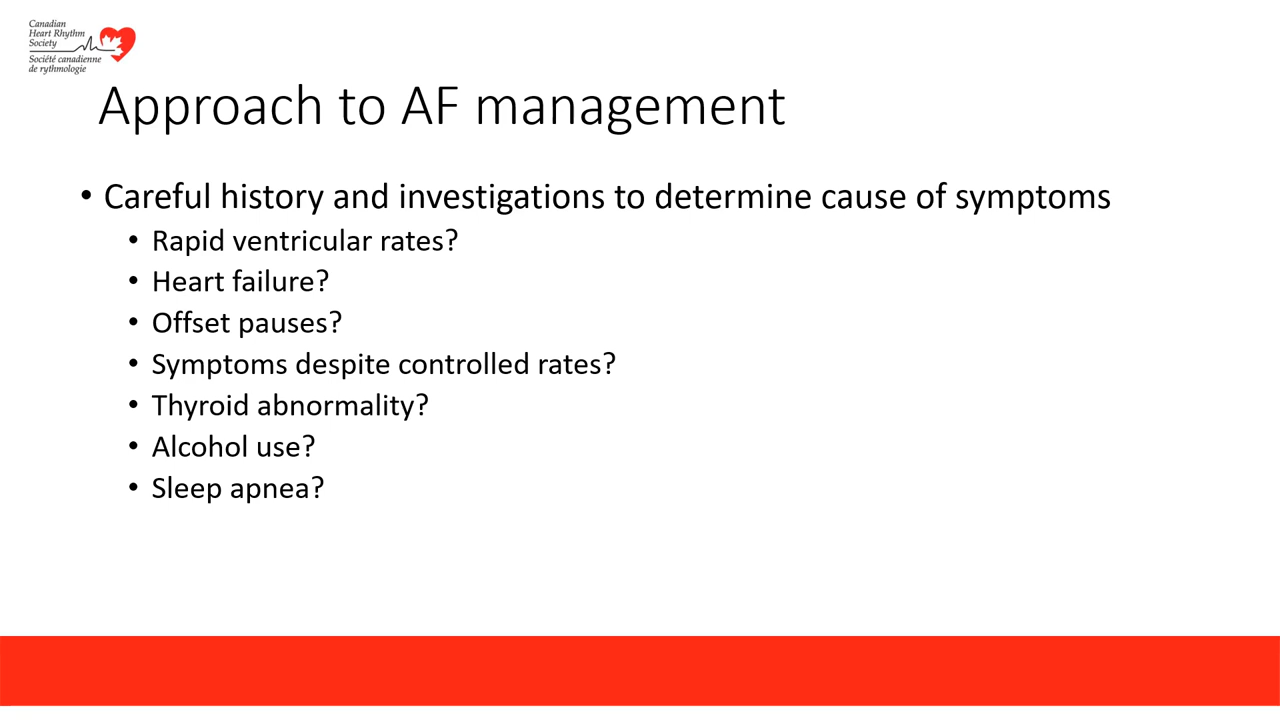 Canadian
Heart Rhythm
Society
Société canadienne
de rythmologie
Approach to AF management
• Careful history and investigations to determine cause of symptoms
• Rapid ventricular rates?
• Heart failure?
• Offset pauses?
• Symptoms despite controlled rates?
• Thyroid abnormality?
• Alcohol use?
• Sleep apnea?